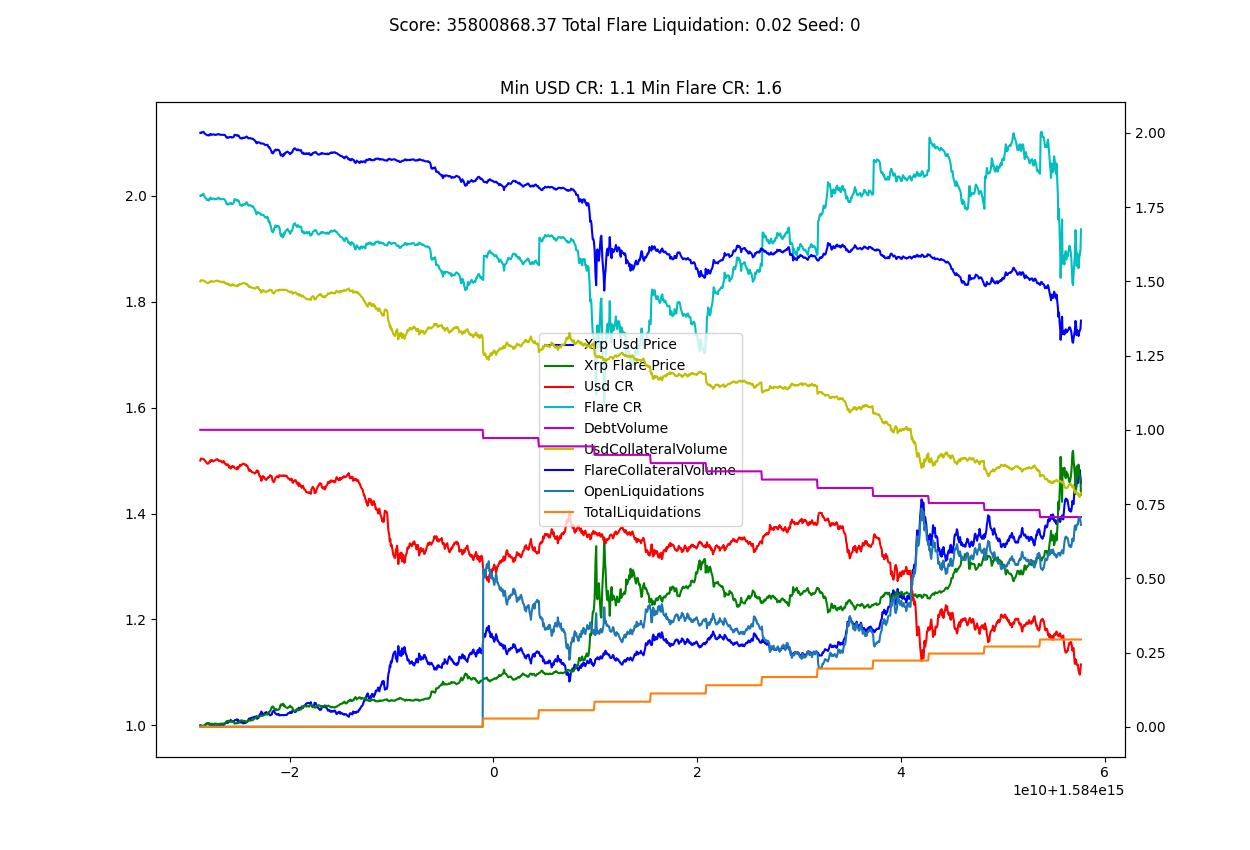 Score: 35800868.37 Total Flare Liquidation: 0.02 Seed: 0
Min USD CR: 1.1 Min Flare CR: 1.6
2.0
1.8
1.6
1.4
1.2
1.0
2.00
1.75
1.50
1.25
1.00
0.75
0.50
0.25
0.00
Xrp Usd Price
Xrp Flare Price
Usd CR
Flare CR
DebtVolume
UsdCollateralVolume
FlareCollateralVolume
OpenLiquidations
TotalLiquidations
−2 0 2 4 6
1e10+1.584e15